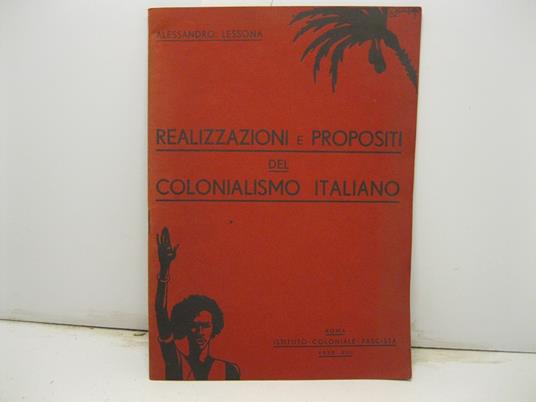 ALESSANDRO LESSONA
REALIZZAZIONI E PROPOSITI
DEL
COLONIALISMO ITALIANO
ROMA
ISTITUTO COLONIALE FASCISTA